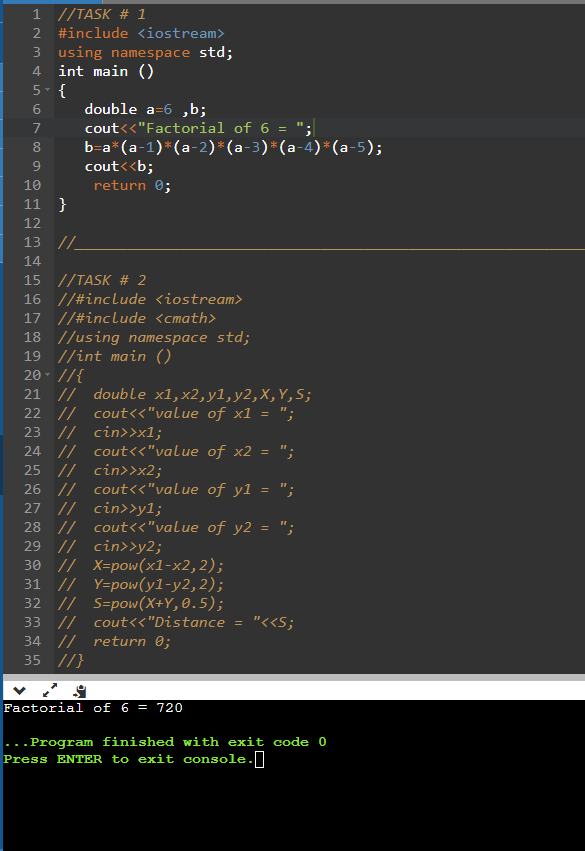 1 //TASK # 1
2 #include <iostream>
3 using namespace std;
4 int main ()
5 {
6 double a=6 ,b;
7 cout<<"Factorial of 6 = ";
8 b=a*(a-1)*(a-2)*(a-3)*(a-4)*(a-5);
9 cout<<b;
10 return 0;
11 }
12
13 //____________________________________________________________
14
15 //TASK # 2
16 //#include <iostream>
17 //#include <cmath>
18 //using namespace std;
19 //int main ()
20 //{
21 // double x1,x2,y1,y2,X,Y,S;
22 // cout<<"value of x1 = ";
23 // cin>>x1;
24 // cout<<"value of x2 = ";
25 // cin>>x2;
26 // cout<<"value of y1 = ";
27 // cin>>y1;
28 // cout<<"value of y2 = ";
29 // cin>>y2;
30 // X=pow(x1-x2,2);
31 // Y=pow(y1-y2,2);
32 // S=pow(X+Y,0.5);
33 // cout<<"Distance = "<<S;
34 // return 0;
35 //}
Factorial of 6 = 720
...Program finished with exit code 0
Press ENTER to exit console.